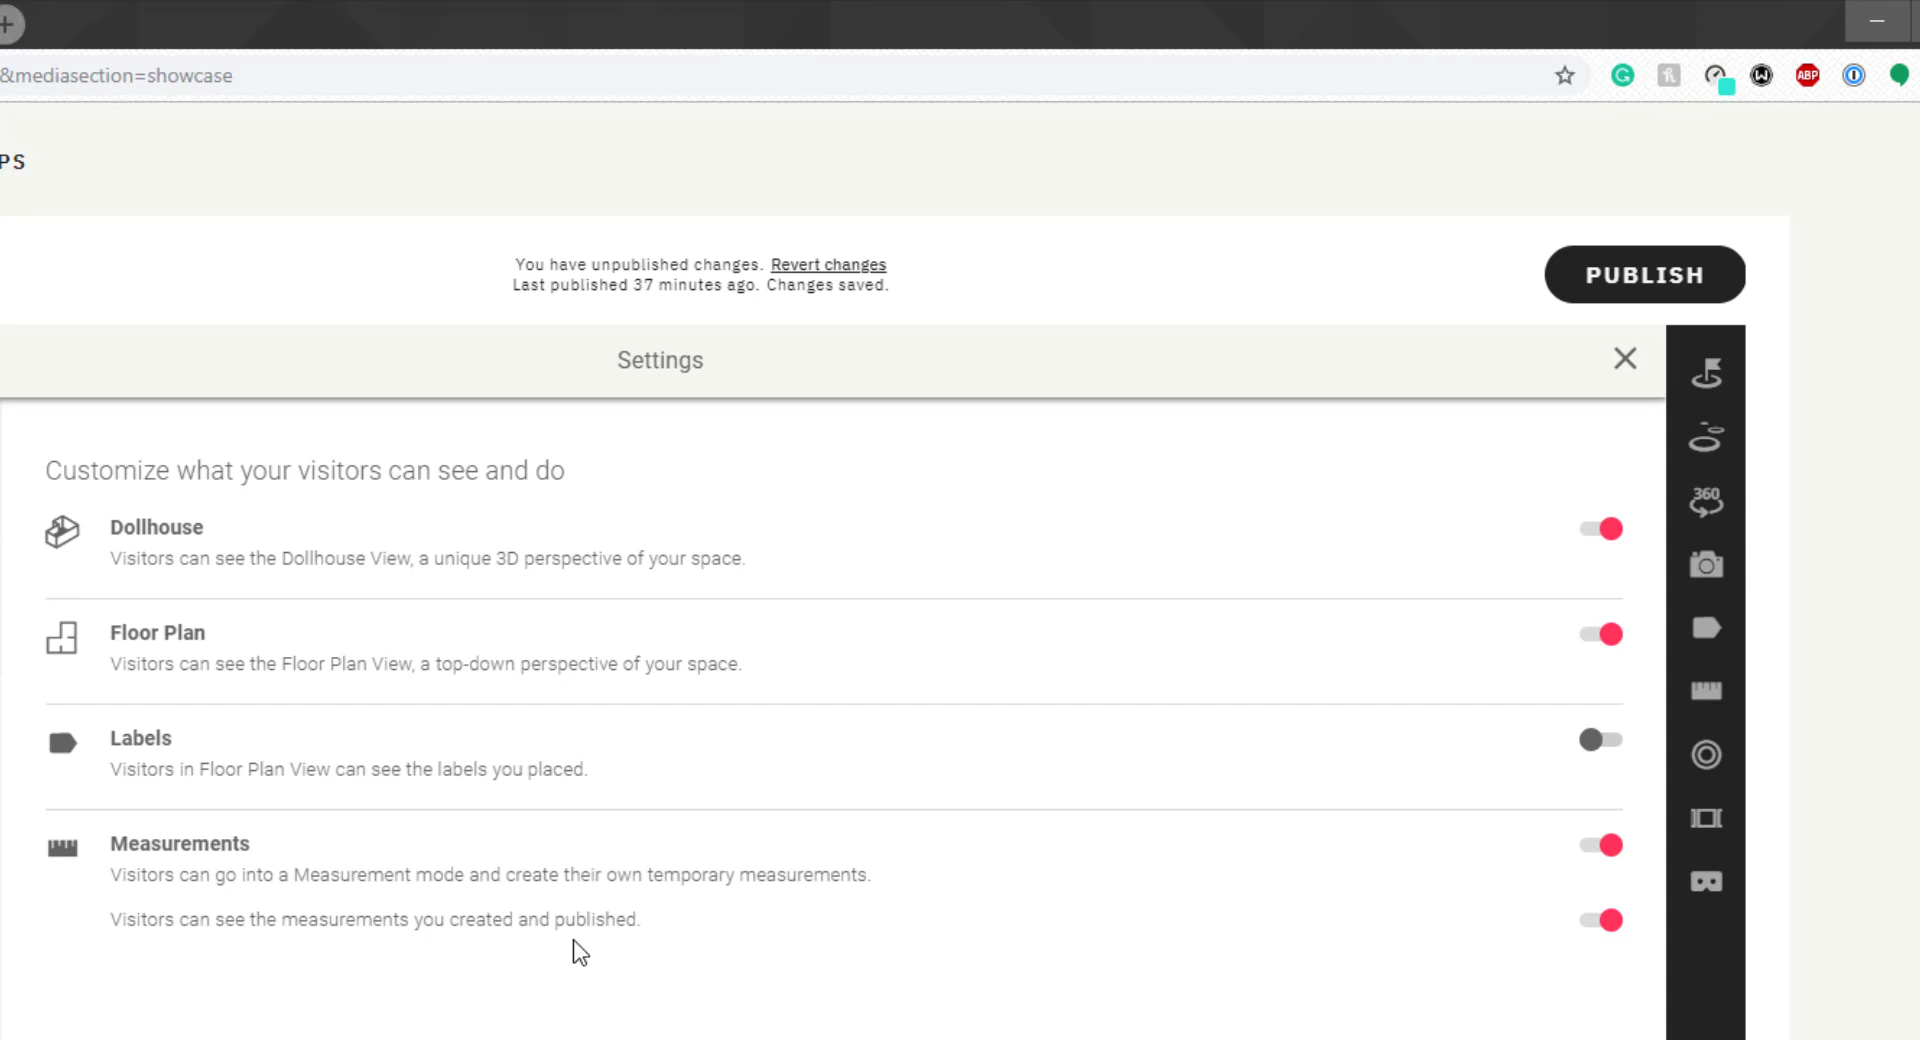 &mediasection=showcase
ABP
PS
You have unpublished changes. Revert changes
Last published 37 minutes ago. Changes saved.
PUBLISH
Settings
360
Customize what your visitors can see and do
Dollhouse
Visitors can see the Dollhouse View, a unique 3D perspective of your space.
Floor Plan
Visitors can see the Floor Plan View, a top-down perspective of your space.
Labels
Visitors in Floor Plan View can see the labels you placed.
Measurements
Visitors can go into a Measurement mode and create their own temporary measurements.
Visitors can see the measurements you created and published.